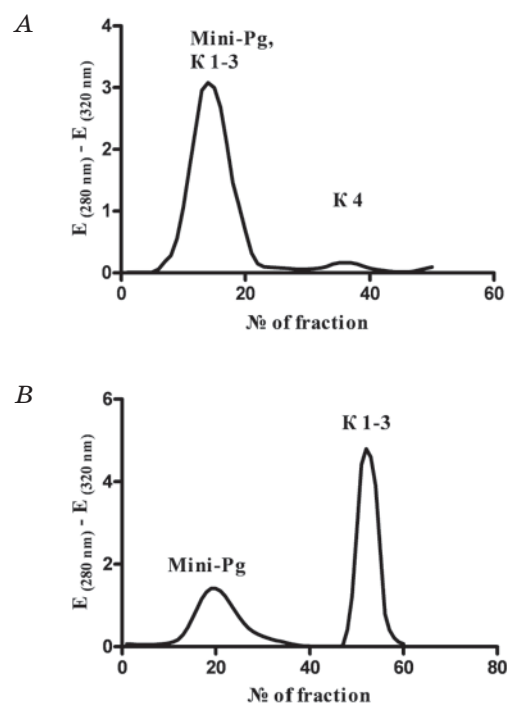 A
4
3
2
1
0
E (280 nm) - E (320 nm)
Mini-Pg,
K 1-3
K 4
0
20
40
60
№ of fraction
B
6
4
2
0
E (280 nm) - E (320 nm)
Mini-Pg
K 1-3
0
20
40
60
80
№ of fraction